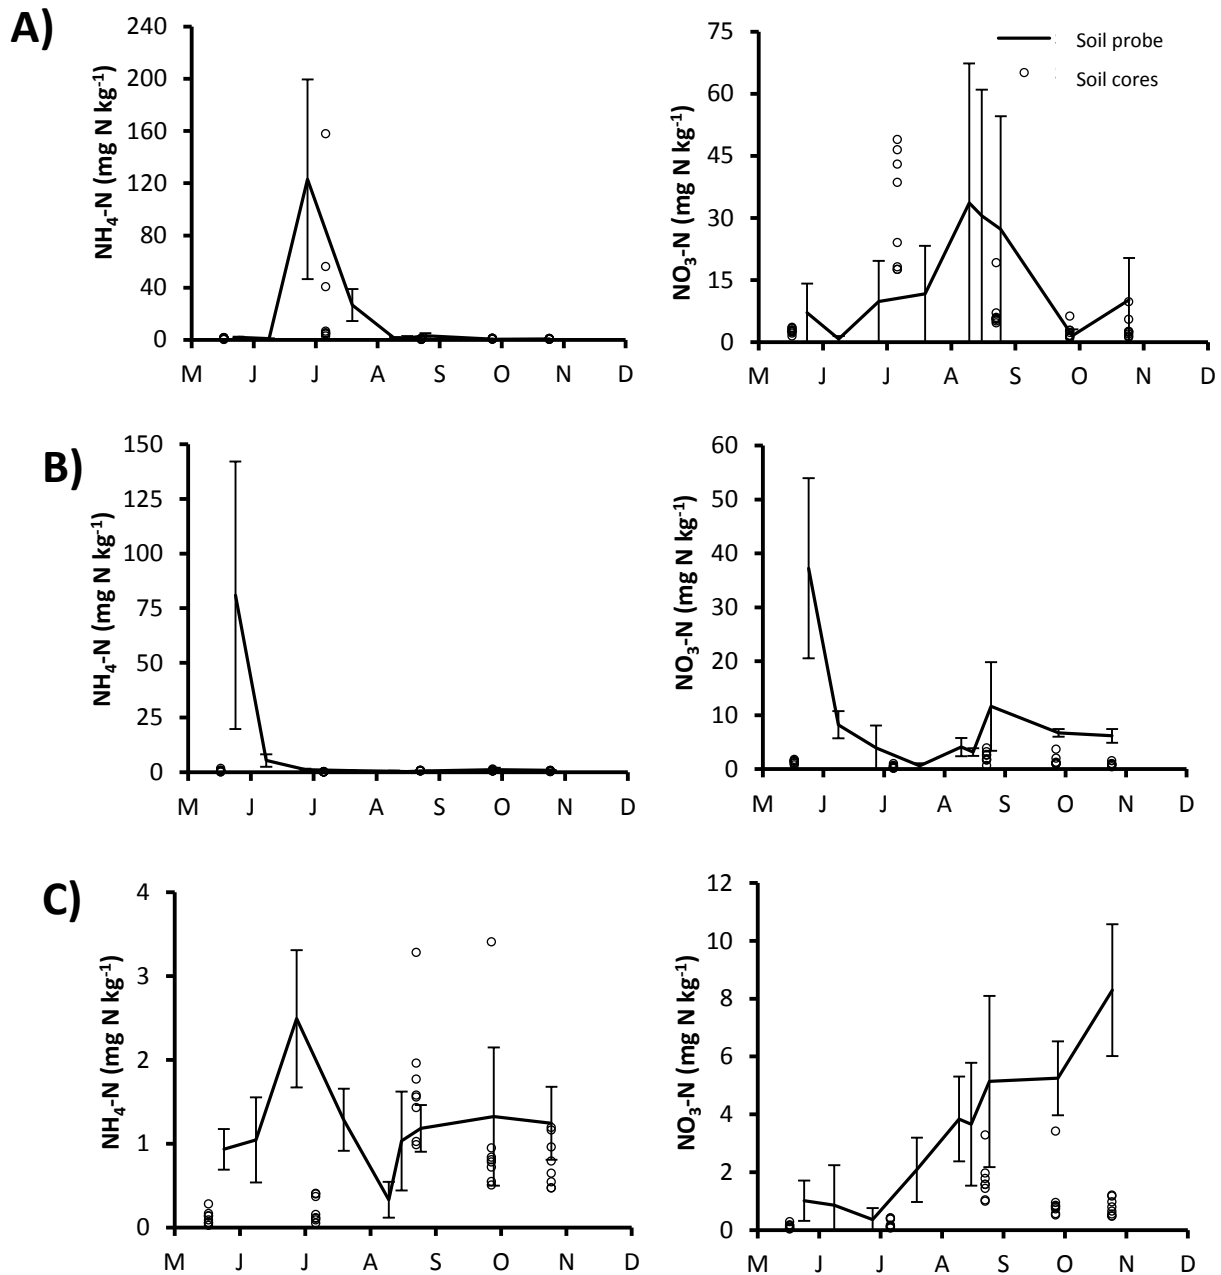 A)
NH₄-N (mg N kg⁻¹)
240
200
160
120
80
40
0
M J J A S O N D
NO₃-N (mg N kg⁻¹)
75
60
45
30
15
0
M J J A S O N D
Soil probe
Soil cores
B)
NH₄-N (mg N kg⁻¹)
150
125
100
75
50
25
0
M J J A S O N D
NO₃-N (mg N kg⁻¹)
60
50
40
30
20
10
0
M J J A S O N D
C)
NH₄-N (mg N kg⁻¹)
4
3
2
1
0
M J J A S O N D
NO₃-N (mg N kg⁻¹)
12
10
8
6
4
2
0
M J J A S O N D